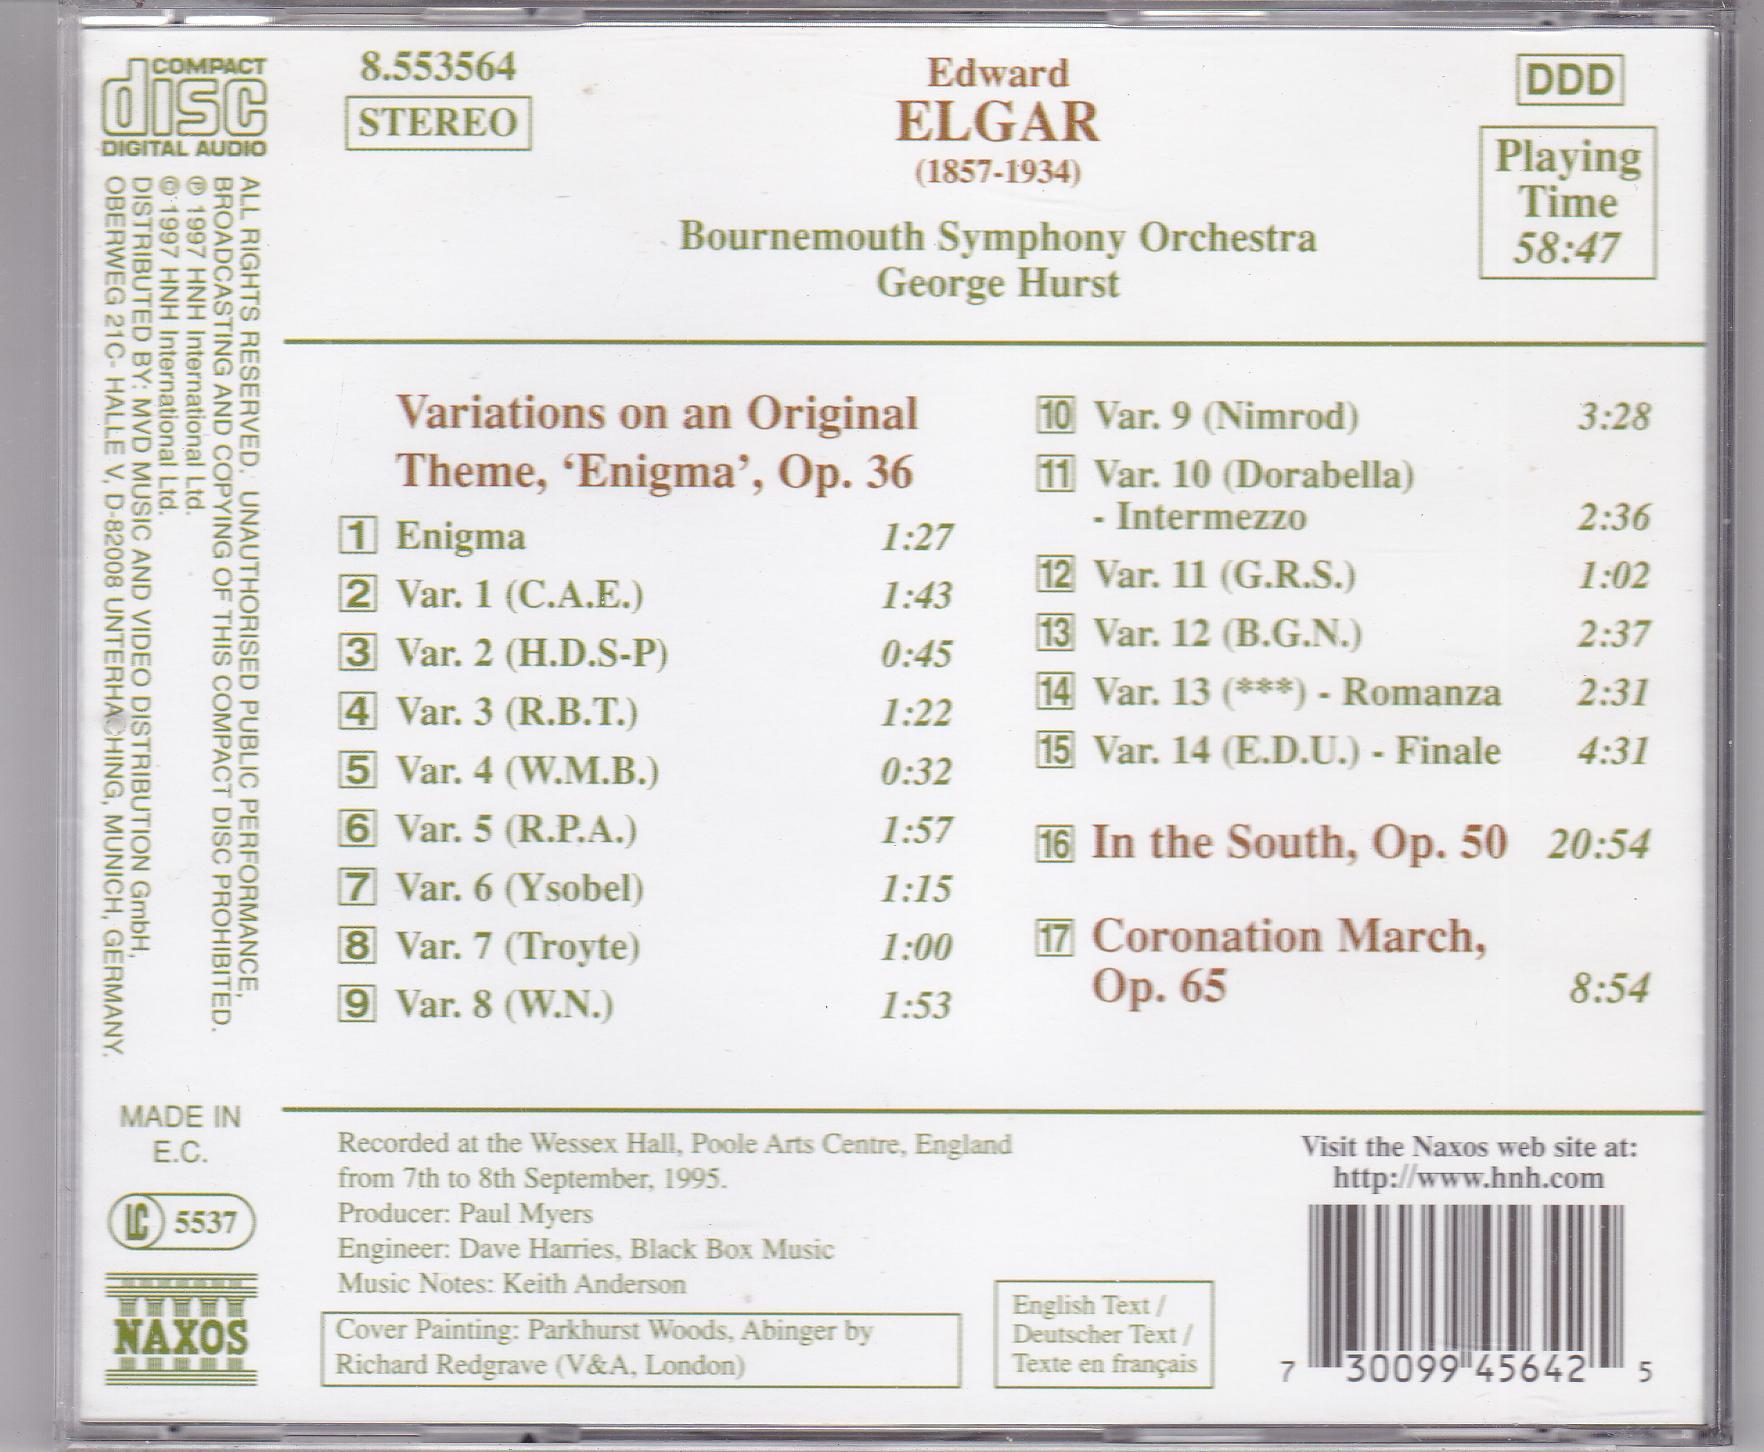 COMPACT
disc
DIGITAL AUDIO
8.553564
STEREO
Edward
ELGAR
(1857-1934)
Bournemouth Symphony Orchestra
George Hurst
DDD
Playing
Time
58:47
ALL RIGHTS RESERVED. UNAUTHORISED PUBLIC PERFORMANCE,
BROADCASTING AND COPYING OF THIS COMPACT DISC PROHIBITED.
℗ 1997 HNH International Ltd.
© 1997 HNH International Ltd.
DISTRIBUTED BY: MVD MUSIC AND VIDEO DISTRIBUTION GmbH,
OBERWEG 21C- HALLE V, D-82008 UNTERHACHING, MUNICH, GERMANY.
Variations on an Original
Theme, ‘Enigma’, Op. 36
1 Enigma 1:27
2 Var. 1 (C.A.E.) 1:43
3 Var. 2 (H.D.S-P) 0:45
4 Var. 3 (R.B.T.) 1:22
5 Var. 4 (W.M.B.) 0:32
6 Var. 5 (R.P.A.) 1:57
7 Var. 6 (Ysobel) 1:15
8 Var. 7 (Troyte) 1:00
9 Var. 8 (W.N.) 1:53
10 Var. 9 (Nimrod) 3:28
11 Var. 10 (Dorabella)
- Intermezzo 2:36
12 Var. 11 (G.R.S.) 1:02
13 Var. 12 (B.G.N.) 2:37
14 Var. 13 (***) - Romanza 2:31
15 Var. 14 (E.D.U.) - Finale 4:31
16 In the South, Op. 50 20:54
17 Coronation March,
Op. 65 8:54
MADE IN
E.C.
LC 5537
NAXOS
Recorded at the Wessex Hall, Poole Arts Centre, England
from 7th to 8th September, 1995.
Producer: Paul Myers
Engineer: Dave Harries, Black Box Music
Music Notes: Keith Anderson
Cover Painting: Parkhurst Woods, Abinger by
Richard Redgrave (V&A, London)
English Text /
Deutscher Text /
Texte en français
Visit the Naxos web site at:
http://www.hnh.com
7 30099 45642 5